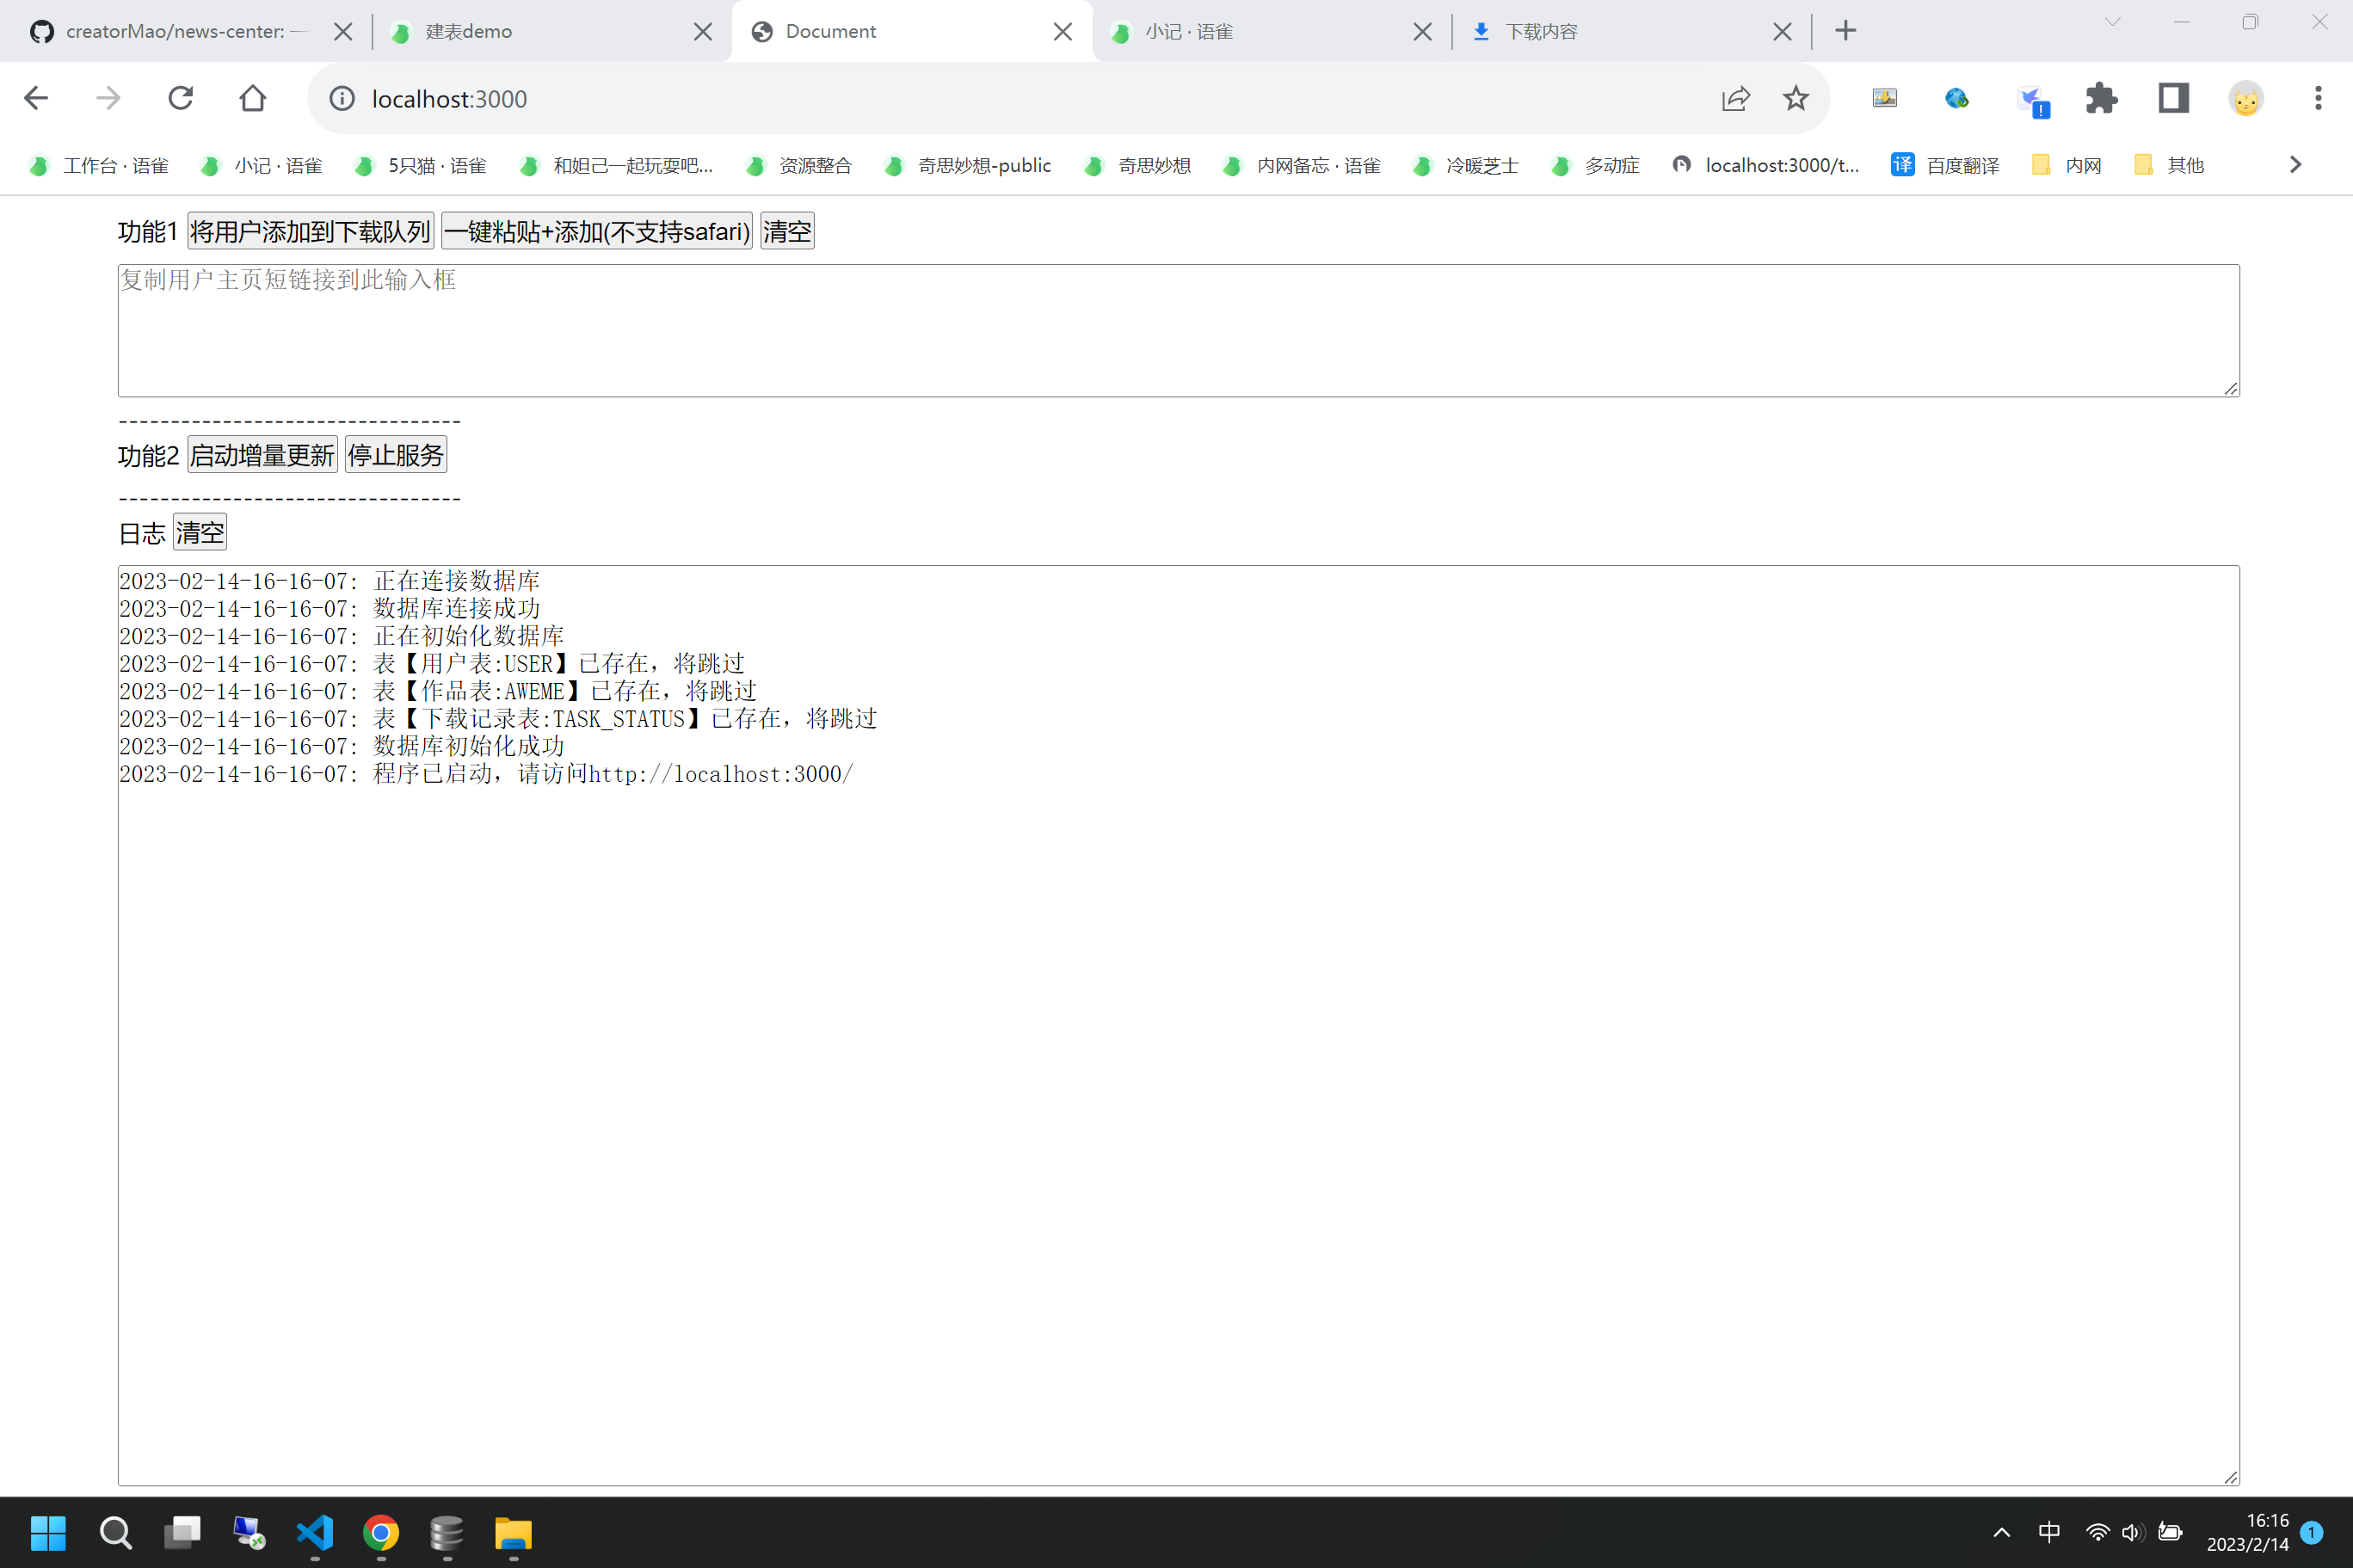 creatorMao/news-center: 一
建表demo
Document
小记 · 语雀
下载内容
localhost:3000
工作台 · 语雀
小记 · 语雀
5只猫 · 语雀
和妲己一起玩耍吧...
资源整合
奇思妙想-public
奇思妙想
内网备忘 · 语雀
冷暖芝士
多动症
localhost:3000/t...
译 百度翻译
内网
其他
功能1 将用户添加到下载队列 一键粘贴+添加(不支持safari) 清空
复制用户主页短链接到此输入框
---------------------------------
功能2 启动增量更新 停止服务
---------------------------------
日志 清空
2023-02-14-16-16-07: 正在连接数据库
2023-02-14-16-16-07: 数据库连接成功
2023-02-14-16-16-07: 正在初始化数据库
2023-02-14-16-16-07: 表【用户表:USER】已存在，将跳过
2023-02-14-16-16-07: 表【作品表:AWEME】已存在，将跳过
2023-02-14-16-16-07: 表【下载记录表:TASK_STATUS】已存在，将跳过
2023-02-14-16-16-07: 数据库初始化成功
2023-02-14-16-16-07: 程序已启动，请访问http://localhost:3000/
中
16:16
2023/2/14
1